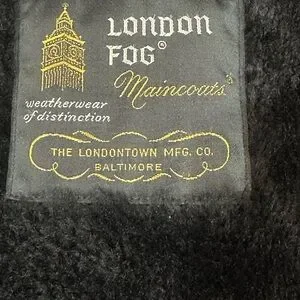 LONDON
FOG®
Maincoats®
weatherwear
of distinction
THE LONDONTOWN MFG. CO.
BALTIMORE